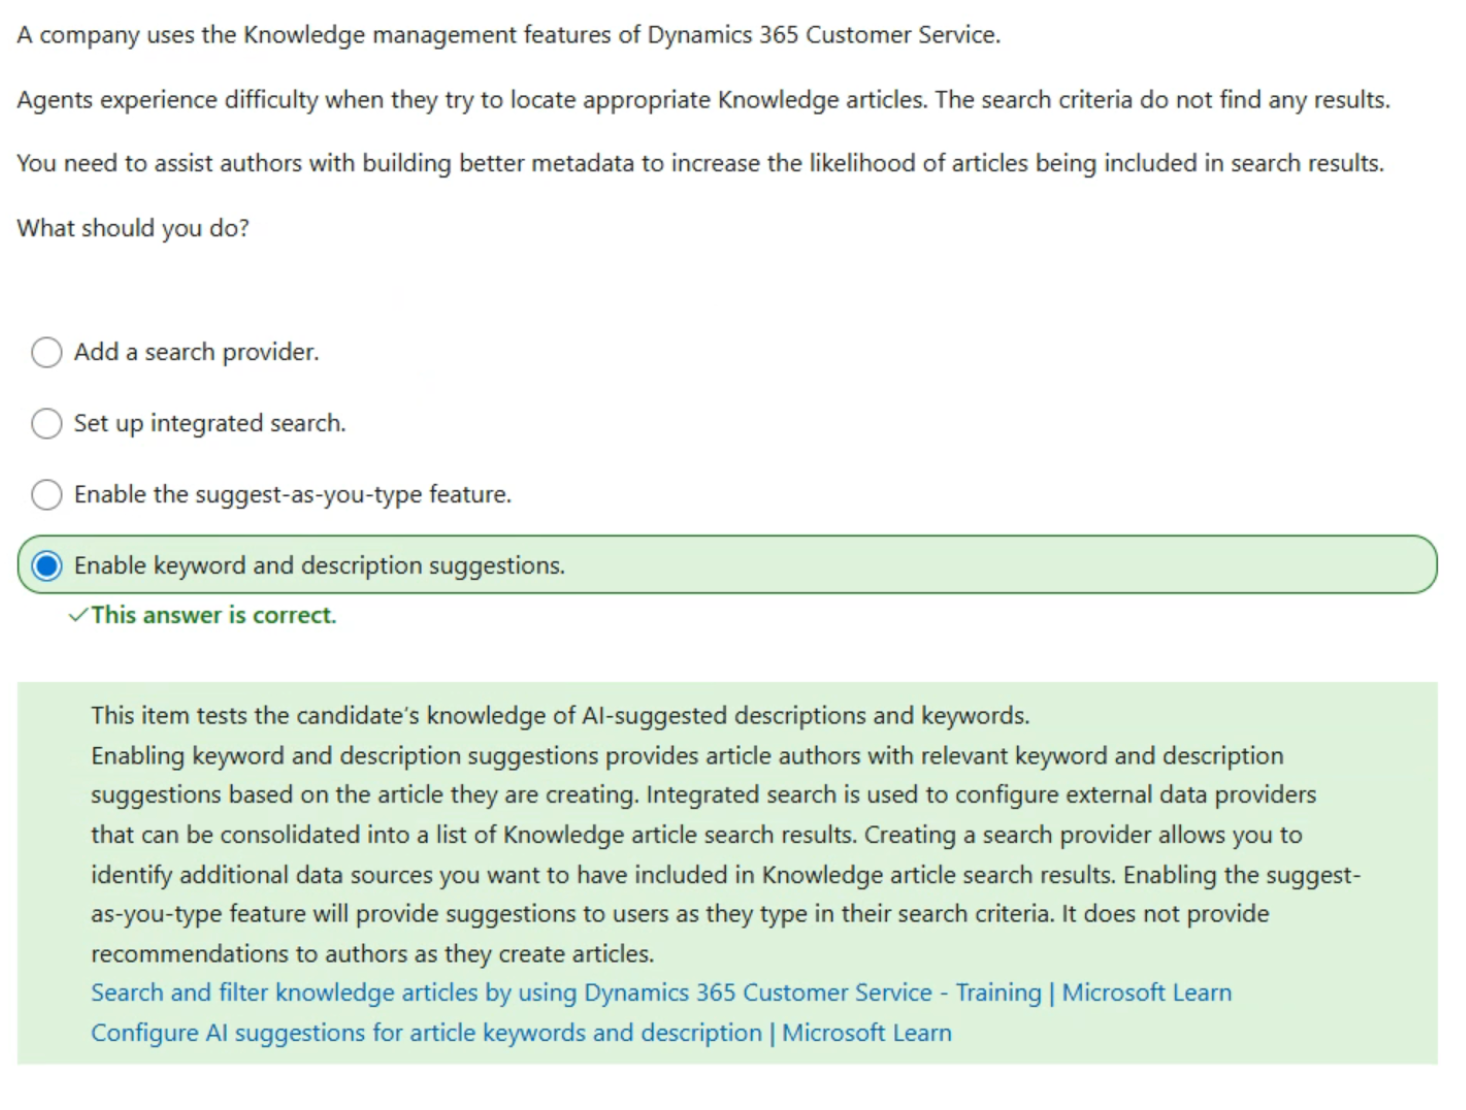 A company uses the Knowledge management features of Dynamics 365 Customer Service.
Agents experience difficulty when they try to locate appropriate Knowledge articles. The search criteria do not find any results.
You need to assist authors with building better metadata to increase the likelihood of articles being included in search results.
What should you do?
Add a search provider.
Set up integrated search.
Enable the suggest-as-you-type feature.
Enable keyword and description suggestions.
✓This answer is correct.
This item tests the candidate's knowledge of AI-suggested descriptions and keywords.
Enabling keyword and description suggestions provides article authors with relevant keyword and description
suggestions based on the article they are creating. Integrated search is used to configure external data providers
that can be consolidated into a list of Knowledge article search results. Creating a search provider allows you to
identify additional data sources you want to have included in Knowledge article search results. Enabling the suggest-
as-you-type feature will provide suggestions to users as they type in their search criteria. It does not provide
recommendations to authors as they create articles.
Search and filter knowledge articles by using Dynamics 365 Customer Service - Training | Microsoft Learn
Configure AI suggestions for article keywords and description | Microsoft Learn